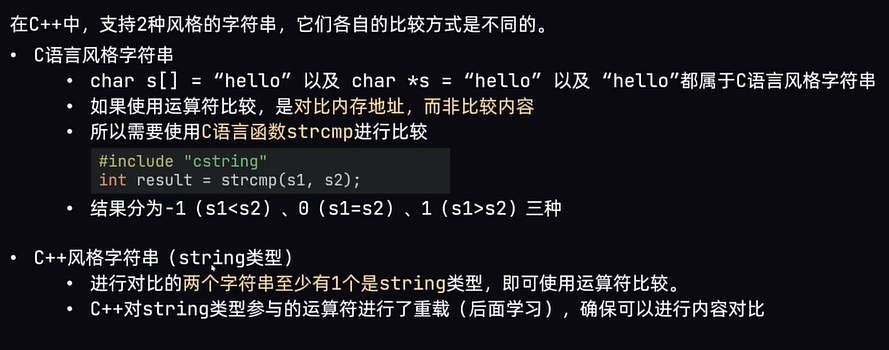 在C++中，支持2种风格的字符串，它们各自的比较方式是不同的。
• C语言风格字符串
• char s[] = “hello” 以及 char *s = “hello” 以及 “hello”都属于C语言风格字符串
• 如果使用运算符比较，是对比内存地址，而非比较内容
• 所以需要使用C语言函数strcmp进行比较
#include "cstring"
int result = strcmp(s1, s2);
• 结果分为-1（s1<s2）、0（s1=s2）、1（s1>s2）三种
• C++风格字符串（string类型）
• 进行对比的两个字符串至少有1个是string类型，即可使用运算符比较。
• C++对string类型参与的运算符进行了重载（后面学习），确保可以进行内容对比